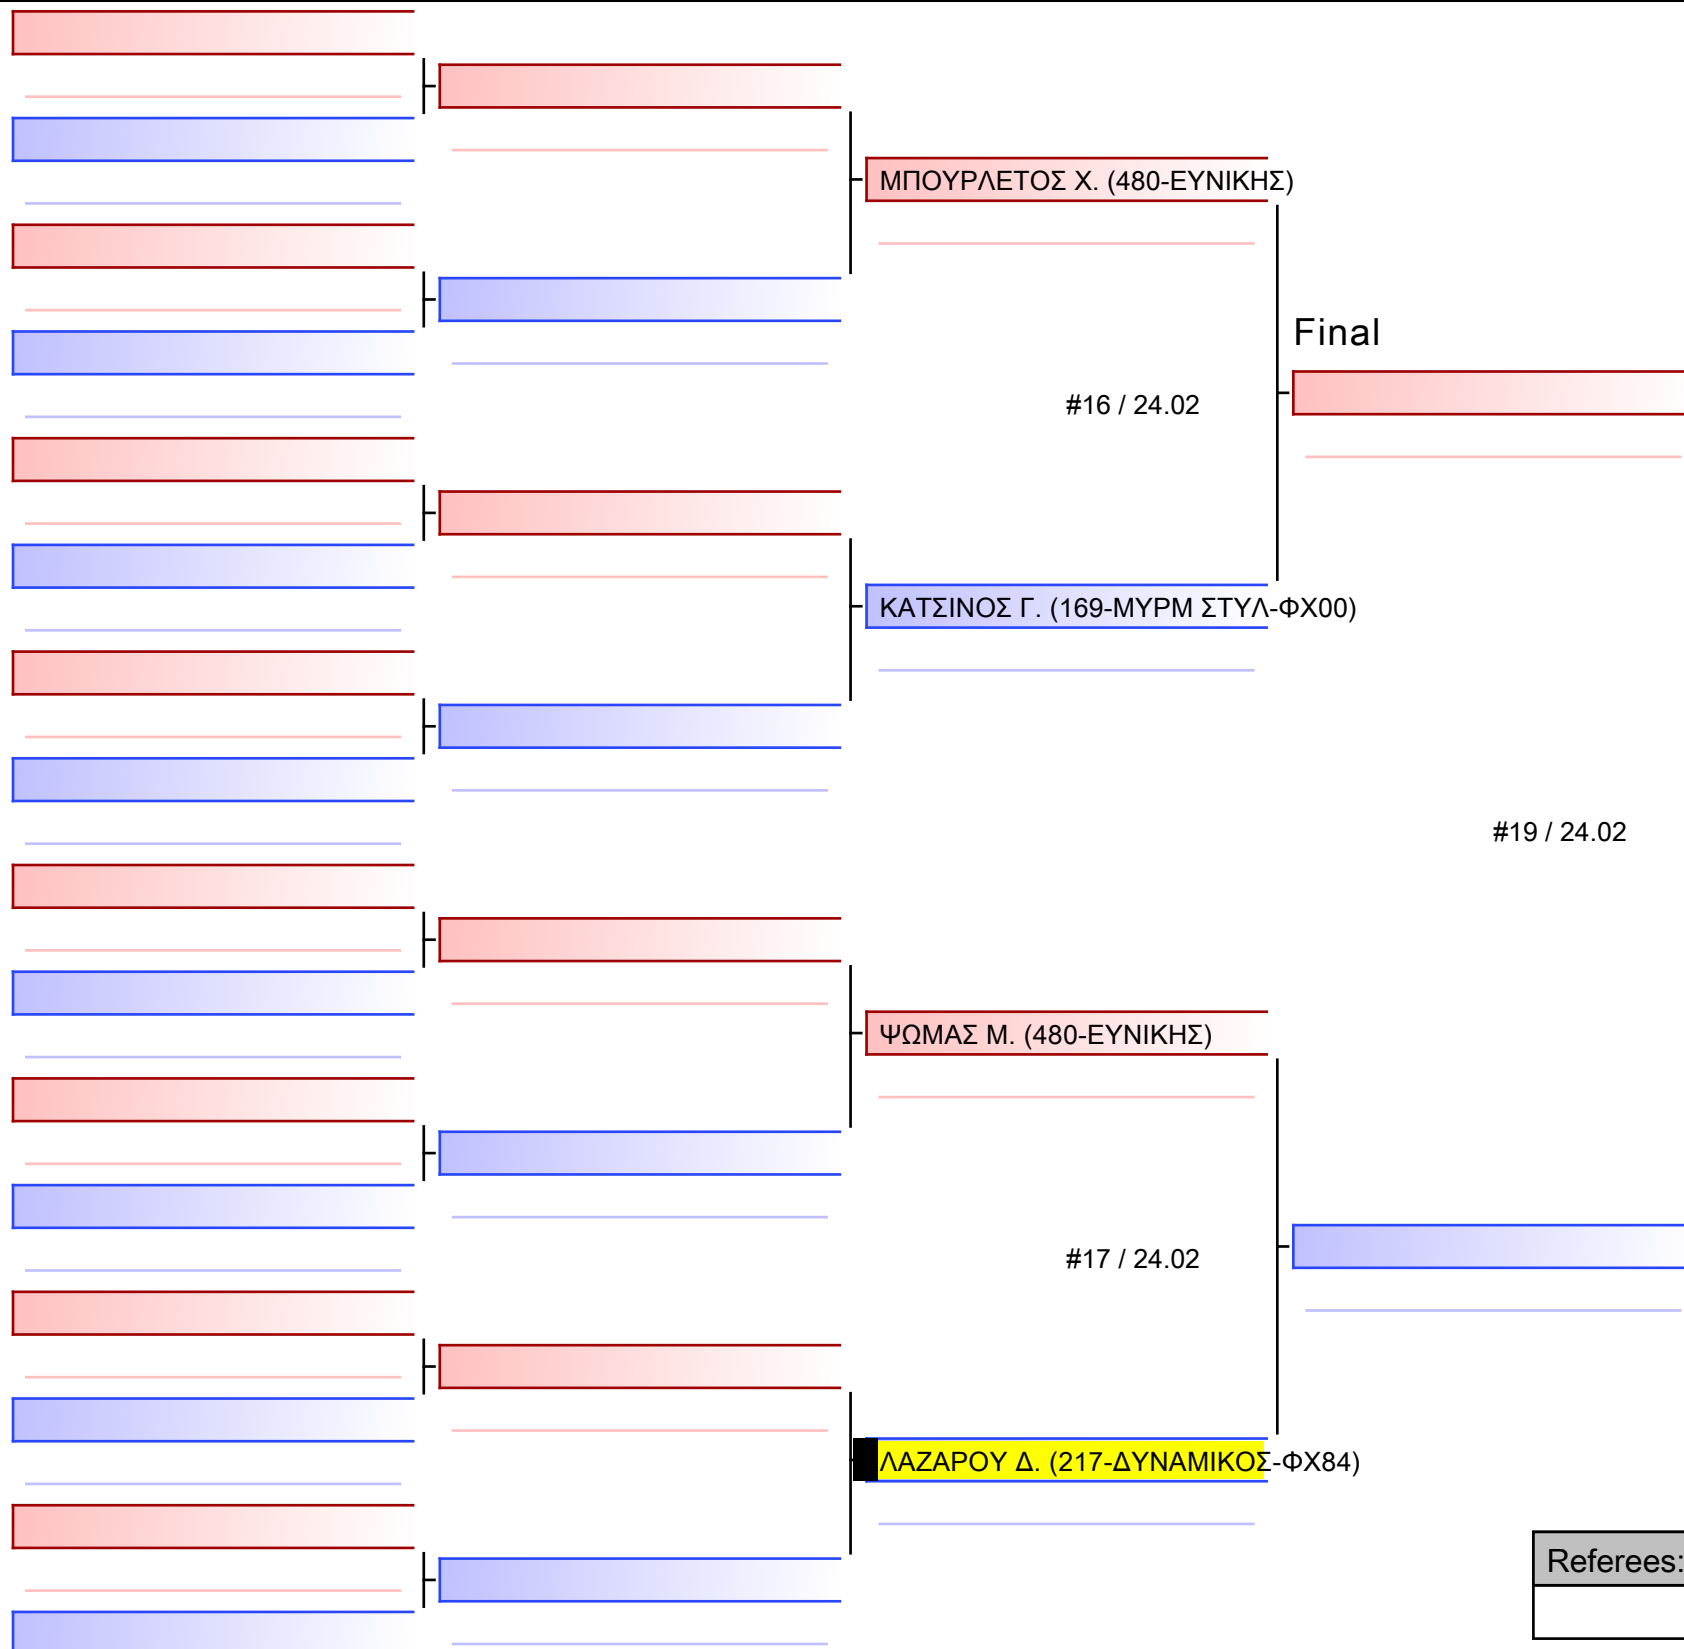 ΜΠΟΥΡΛΕΤΟΣ Χ. (480-ΕΥΝΙΚΗΣ)
Final
#16 / 24.02
ΚΑΤΣΙΝΟΣ Γ. (169-ΜΥΡΜ ΣΤΥΛ-ΦΧ00)
#19 / 24.02
ΨΩΜΑΣ Μ. (480-ΕΥΝΙΚΗΣ)
#17 / 24.02
ΛΑΖΑΡΟΥ Δ. (217-ΔΥΝΑΜΙΚΟΣ-ΦΧ84)
Referees: